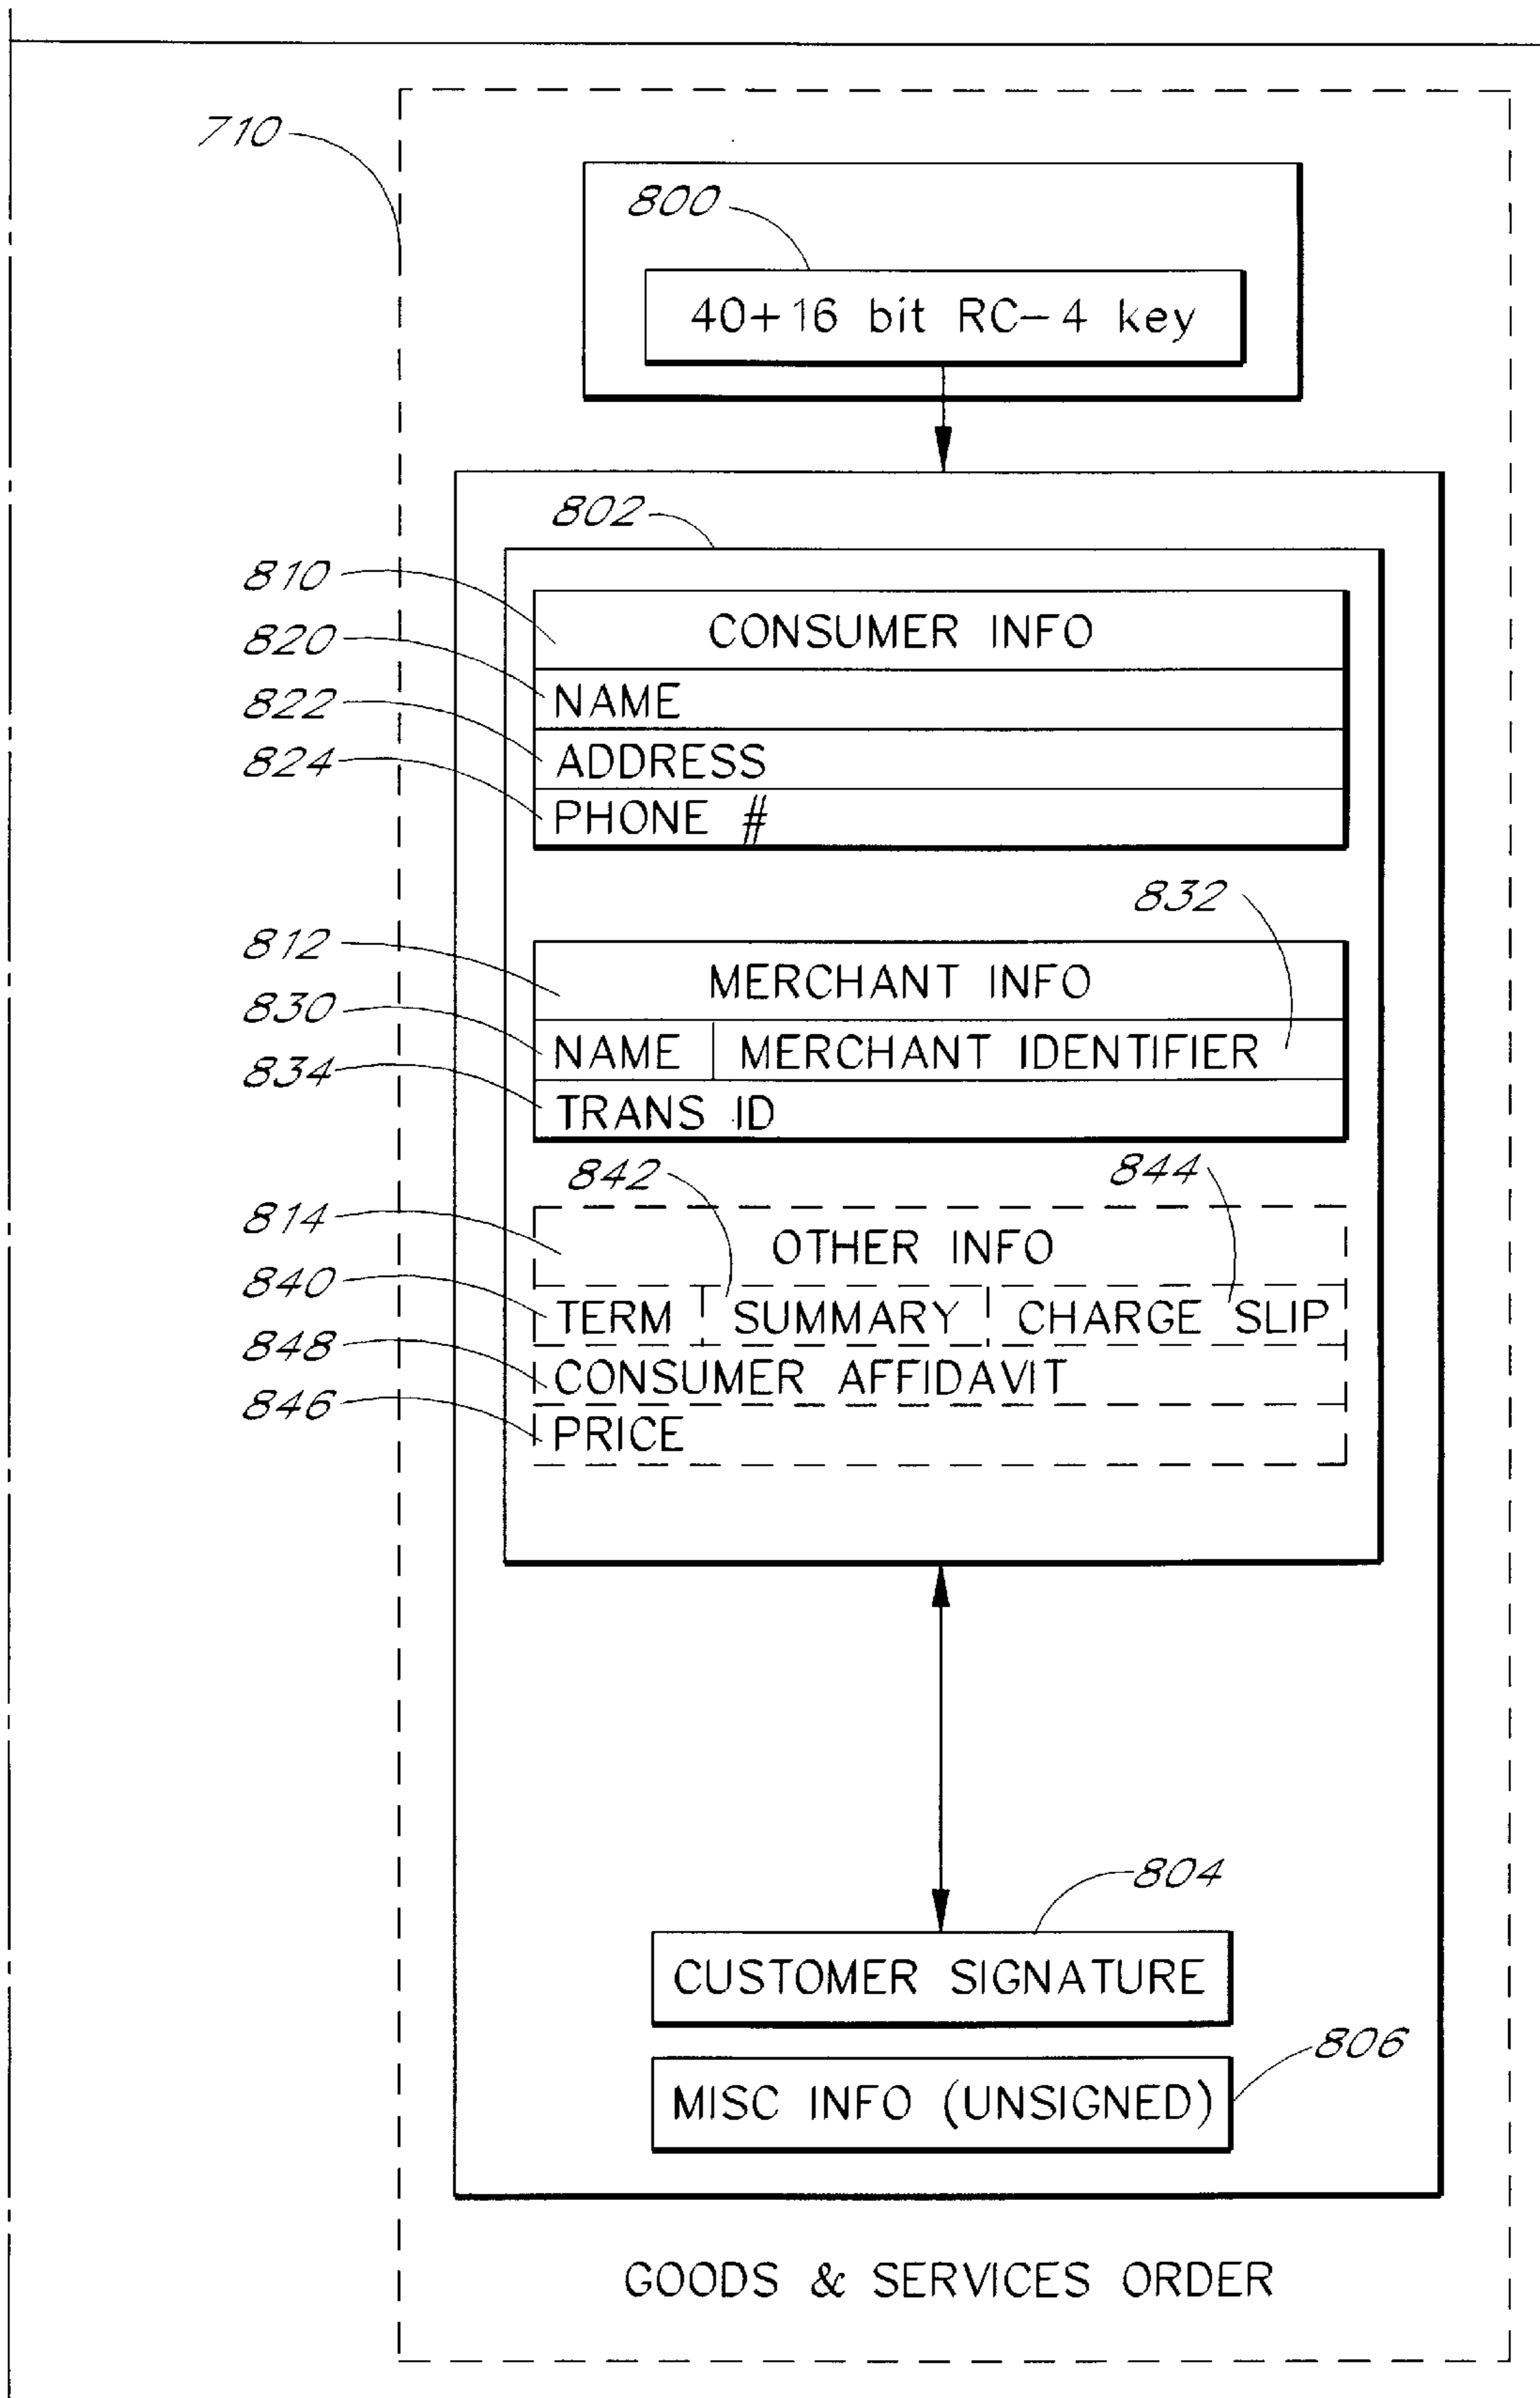 710
800
40+16 bit RC-4 key
802
810
CONSUMER INFO
820
NAME
822
ADDRESS
824
PHONE #
832
812
MERCHANT INFO
830
NAME MERCHANT IDENTIFIER
834
TRANS ID
842 844
814
OTHER INFO
840
TERM SUMMARY CHARGE SLIP
848
CONSUMER AFFIDAVIT
846
PRICE
804
CUSTOMER SIGNATURE
806
MISC INFO (UNSIGNED)
GOODS & SERVICES ORDER